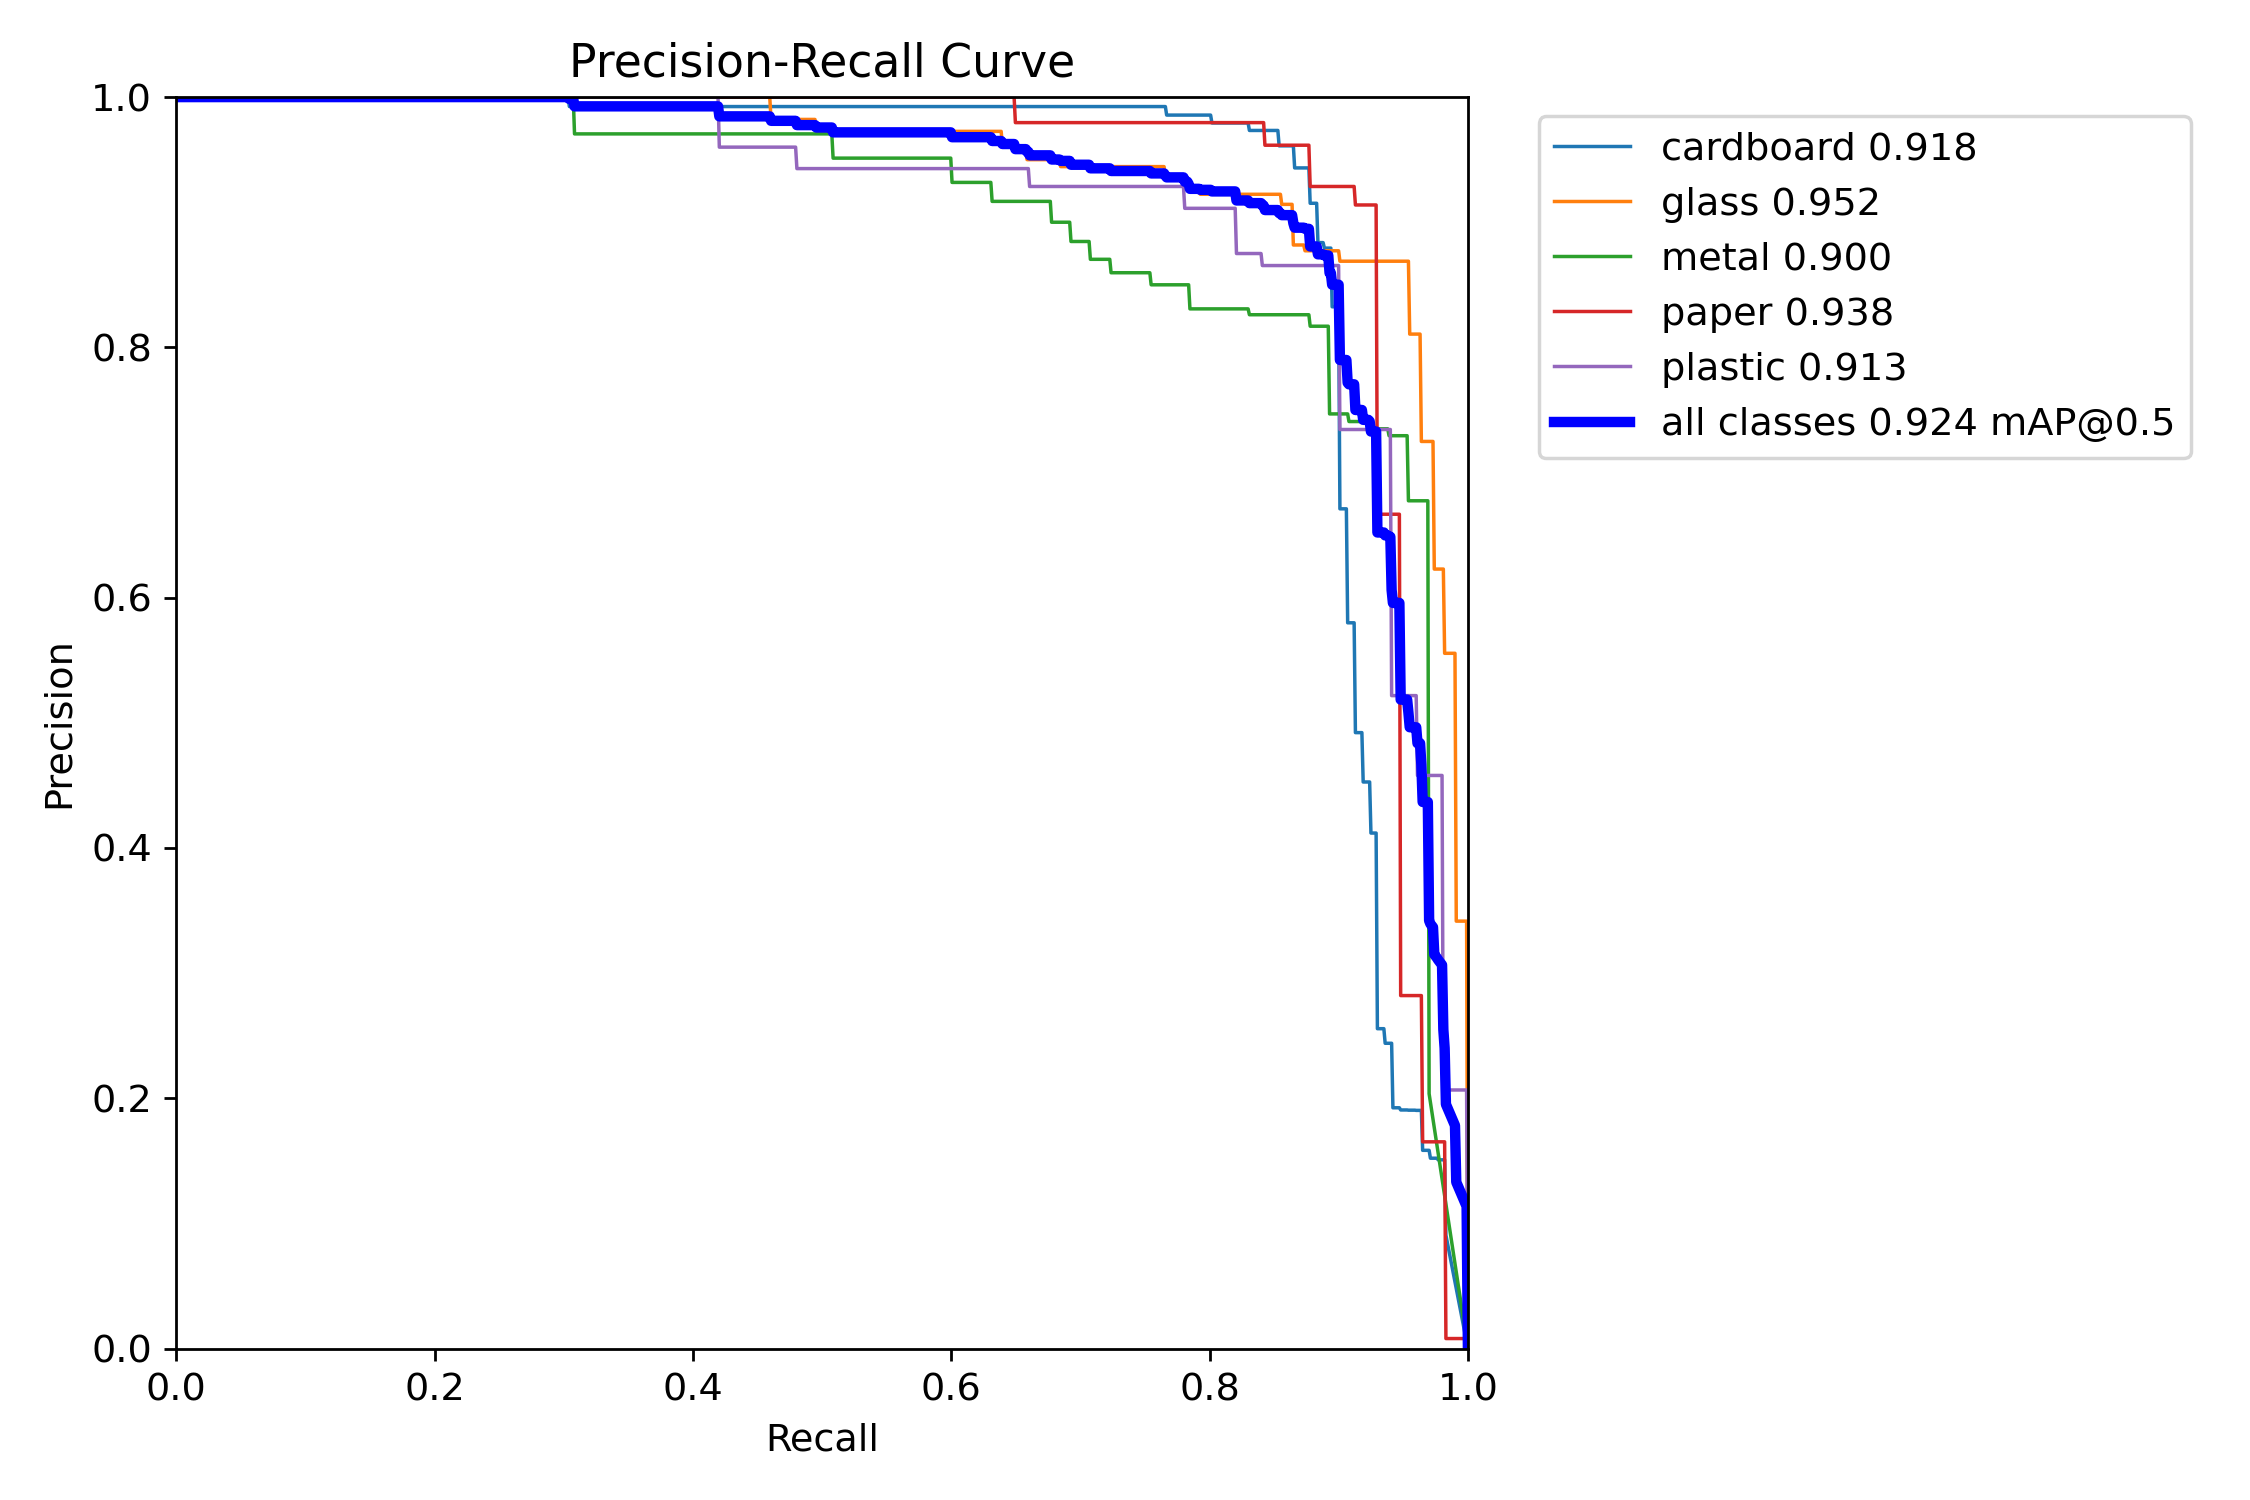 Precision-Recall Curve
1.0
0.8
0.6
0.4
0.2
0.0
Precision
0.0 0.2 0.4 0.6 0.8 1.0
Recall
cardboard 0.918
glass 0.952
metal 0.900
paper 0.938
plastic 0.913
all classes 0.924 mAP@0.5